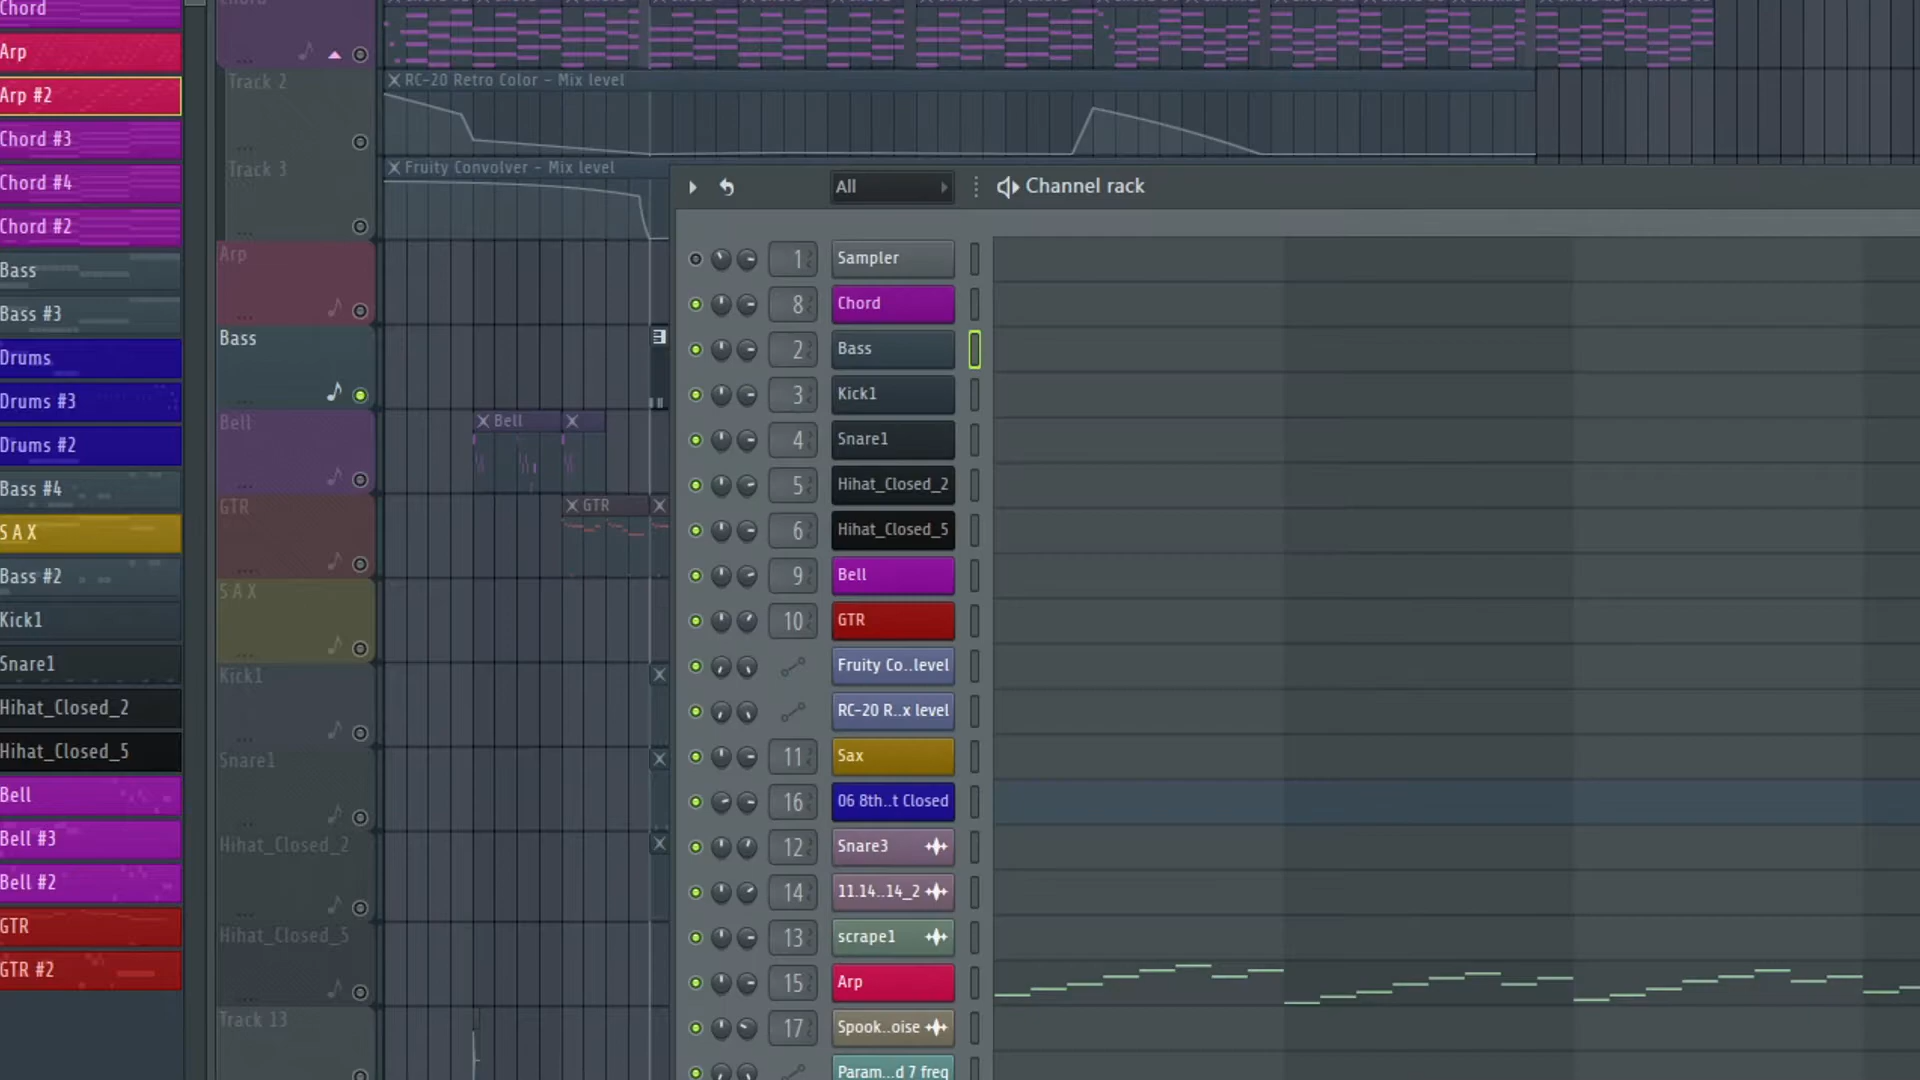 Chord
Arp
Arp #2
Chord #3
Chord #4
Chord #2
Bass
Bass #3
Drums
Drums #3
Drums #2
Bass #4
S A X
Bass #2
Kick1
Snare1
Hihat_Closed_2
Hihat_Closed_5
Bell
Bell #3
Bell #2
GTR
GTR #2
Track 2
Track 3
Arp
Bass
Bell
GTR
S A X
Kick1
Snare1
Hihat_Closed_2
Hihat_Closed_5
Track 13
RC-20 Retro Color - Mix level
Fruity Convolver - Mix level
Bell
GTR
All
Channel rack
1 Sampler
8 Chord
2 Bass
3 Kick1
4 Snare1
5 Hihat_Closed_2
6 Hihat_Closed_5
9 Bell
10 GTR
Fruity Co..level
RC-20 R..x level
11 Sax
16 06 8th..t Closed
12 Snare3
14 11.14..14_2
13 scrape1
15 Arp
17 Spook..oise
Param...d 7 freq